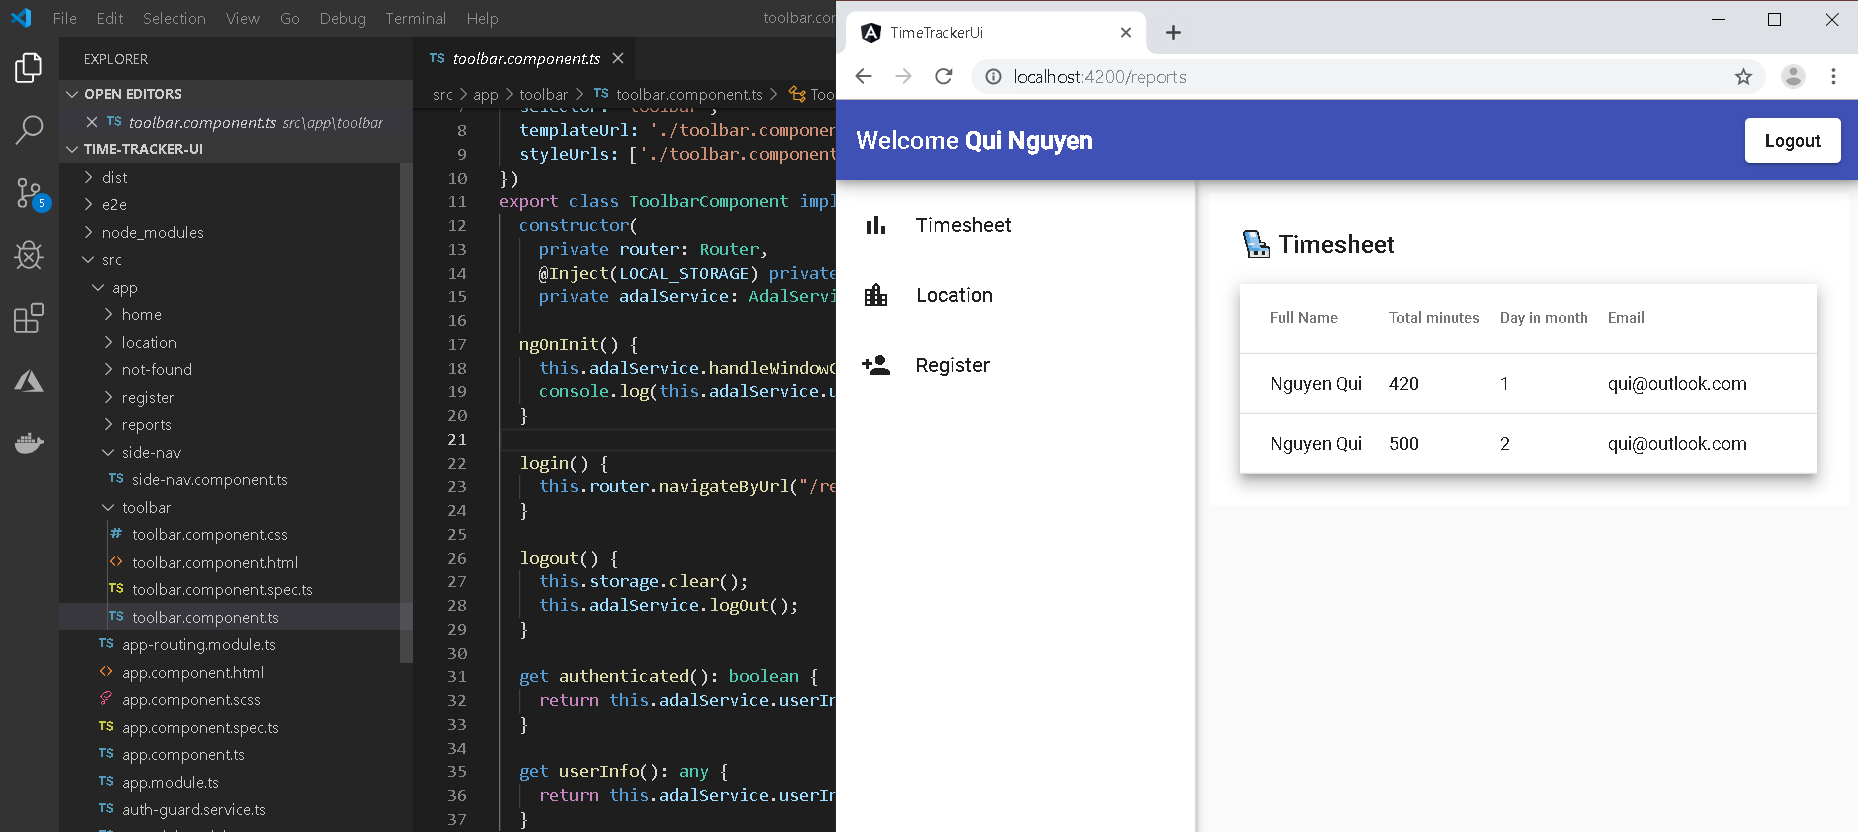 File Edit Selection View Go Debug Terminal Help
toolbar.cor
EXPLORER
OPEN EDITORS
TS toolbar.component.ts src\app\toolbar
TIME-TRACKER-UI
dist
e2e
node_modules
src
app
home
location
not-found
register
reports
side-nav
TS side-nav.component.ts
toolbar
# toolbar.component.css
<> toolbar.component.html
TS toolbar.component.spec.ts
TS toolbar.component.ts
TS app-routing.module.ts
<> app.component.html
app.component.scss
TS app.component.spec.ts
TS app.component.ts
TS app.module.ts
TS auth-guard.service.ts
5
TS toolbar.component.ts
src > app > toolbar > TS toolbar.component.ts > Too
8 templateUrl: './toolbar.componen
9 styleUrls: ['./toolbar.component
10 })
11 export class ToolbarComponent impl
12 constructor(
13 private router: Router,
14 @Inject(LOCAL_STORAGE) private
15 private adalService: AdalServi
16
17 ngOnInit() {
18 this.adalService.handleWindowC
19 console.log(this.adalService.u
20 }
21
22 login() {
23 this.router.navigateByUrl("/re
24 }
25
26 logout() {
27 this.storage.clear();
28 this.adalService.logOut();
29 }
30
31 get authenticated(): boolean {
32 return this.adalService.userIn
33 }
34
35 get userInfo(): any {
36 return this.adalService.userIn
37 }
TimeTrackerUi
localhost:4200/reports
Welcome Qui Nguyen
Logout
Timesheet
Location
Register
Timesheet
Full Name Total minutes Day in month Email
Nguyen Qui 420 1 qui@outlook.com
Nguyen Qui 500 2 qui@outlook.com